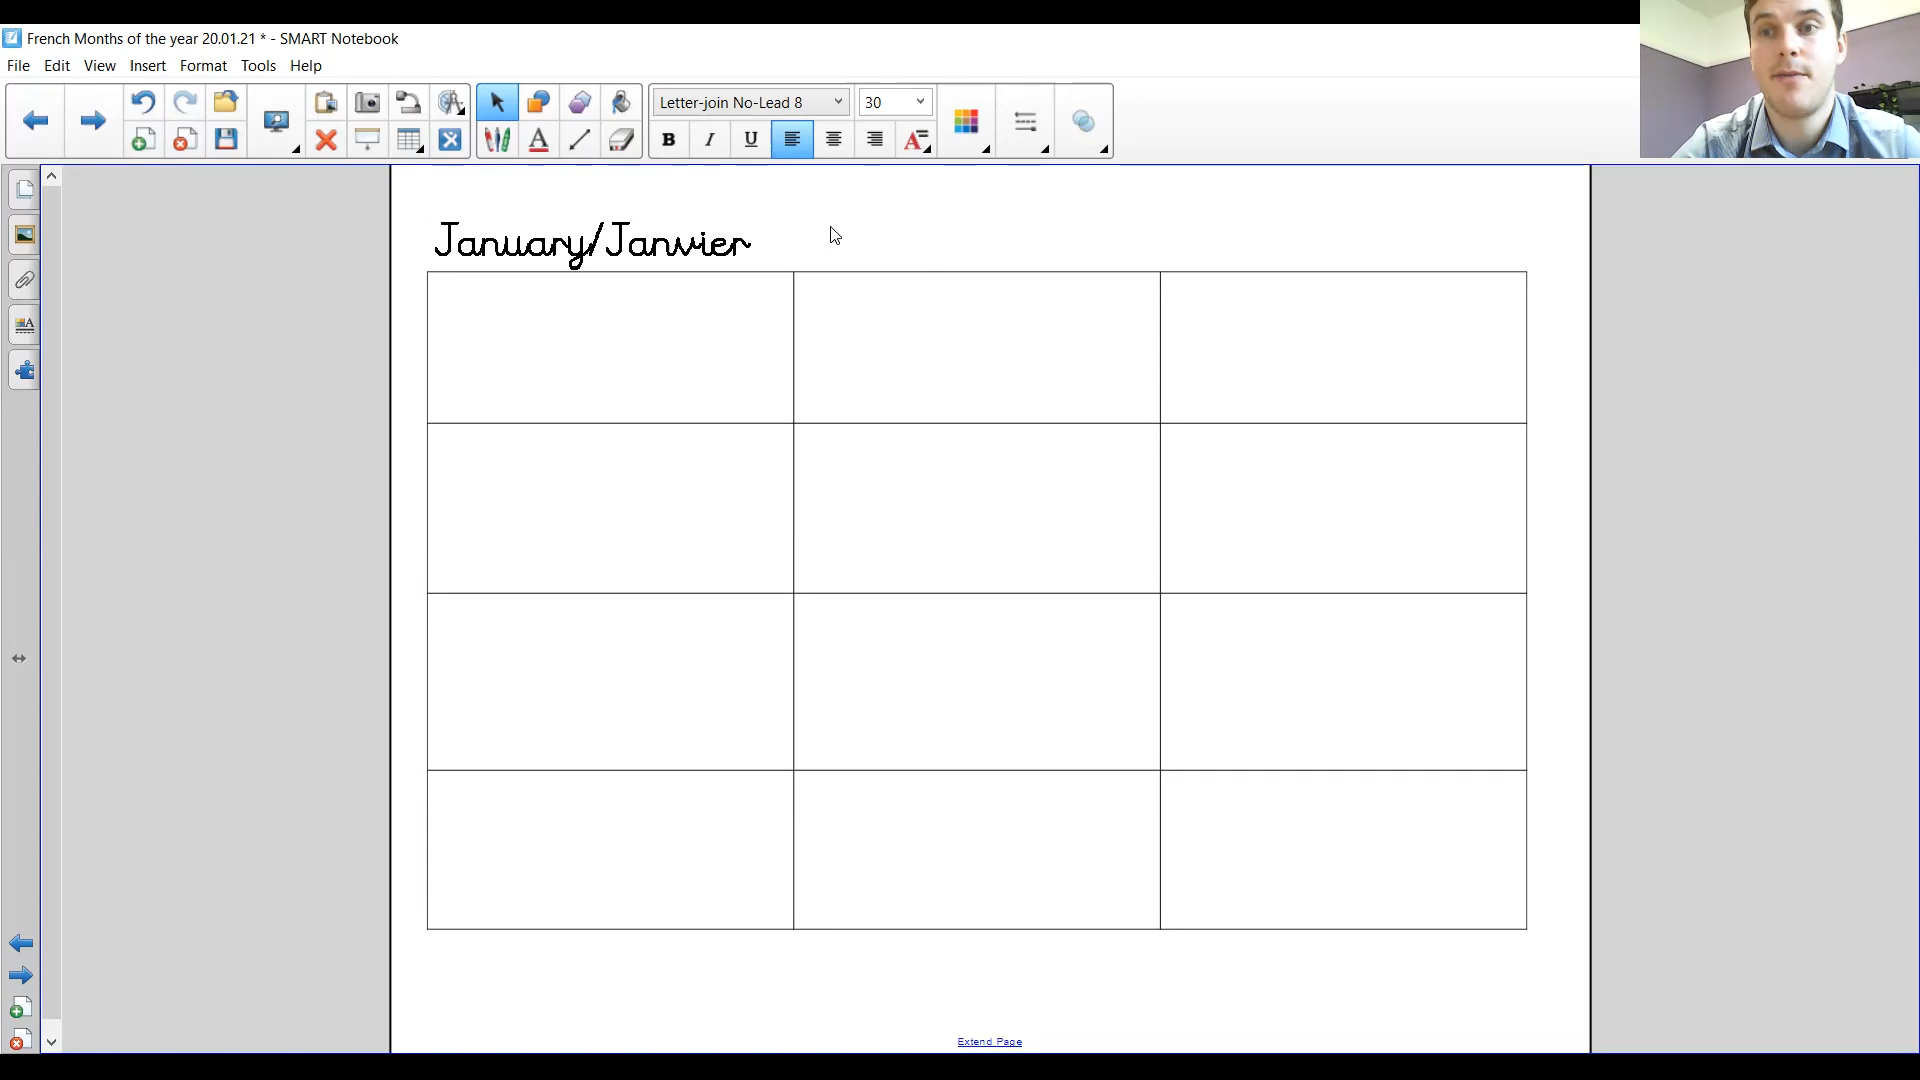 French Months of the year 20.01.21 * - SMART Notebook
File Edit View Insert Format Tools Help
Letter-join No-Lead 8 30
B I U A
January/Janvier
Extend Page